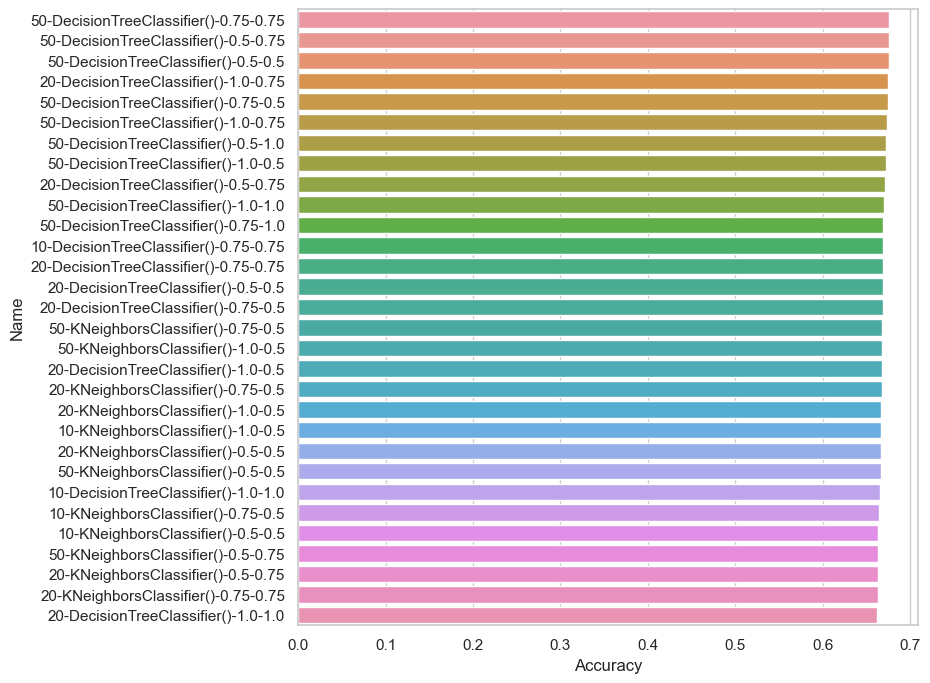 50-DecisionTreeClassifier()-0.75-0.75
50-DecisionTreeClassifier()-0.5-0.75
50-DecisionTreeClassifier()-0.5-0.5
20-DecisionTreeClassifier()-1.0-0.75
50-DecisionTreeClassifier()-0.75-0.5
50-DecisionTreeClassifier()-1.0-0.75
50-DecisionTreeClassifier()-0.5-1.0
50-DecisionTreeClassifier()-1.0-0.5
20-DecisionTreeClassifier()-0.5-0.75
50-DecisionTreeClassifier()-1.0-1.0
50-DecisionTreeClassifier()-0.75-1.0
10-DecisionTreeClassifier()-0.75-0.75
20-DecisionTreeClassifier()-0.75-0.75
20-DecisionTreeClassifier()-0.5-0.5
20-DecisionTreeClassifier()-0.75-0.5
50-KNeighborsClassifier()-0.75-0.5
50-KNeighborsClassifier()-1.0-0.5
20-DecisionTreeClassifier()-1.0-0.5
20-KNeighborsClassifier()-0.75-0.5
20-KNeighborsClassifier()-1.0-0.5
10-KNeighborsClassifier()-1.0-0.5
20-KNeighborsClassifier()-0.5-0.5
50-KNeighborsClassifier()-0.5-0.5
10-DecisionTreeClassifier()-1.0-1.0
10-KNeighborsClassifier()-0.75-0.5
10-KNeighborsClassifier()-0.5-0.5
50-KNeighborsClassifier()-0.5-0.75
20-KNeighborsClassifier()-0.5-0.75
20-KNeighborsClassifier()-0.75-0.75
20-DecisionTreeClassifier()-1.0-1.0
Name
0.0 0.1 0.2 0.3 0.4 0.5 0.6 0.7
Accuracy